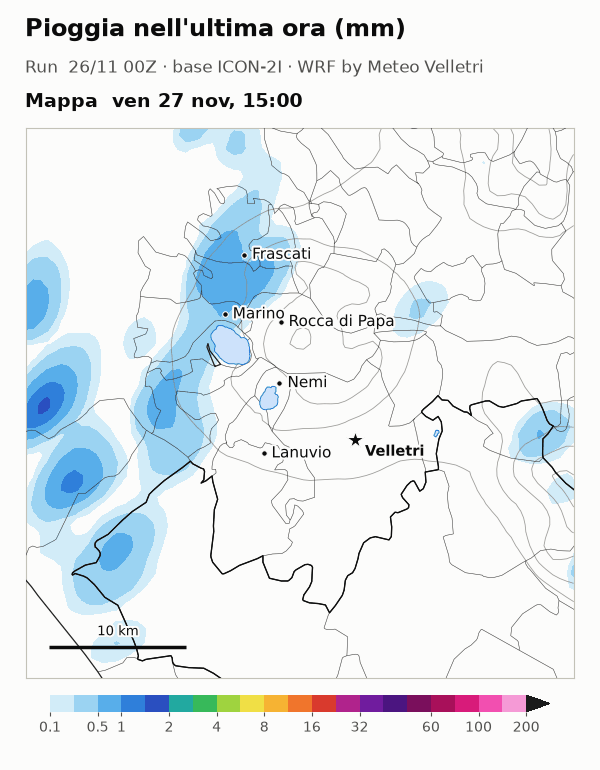 Pioggia nell'ultima ora (mm)
Run  26/11 00Z · base ICON-2I · WRF by Meteo Velletri
Mappa  ven 27 nov, 15:00
Frascati
Marino
Rocca di Papa
Nemi
Velletri
Lanuvio
10 km
0.1 0.5 1 2 4 8 16 32 60 100 200